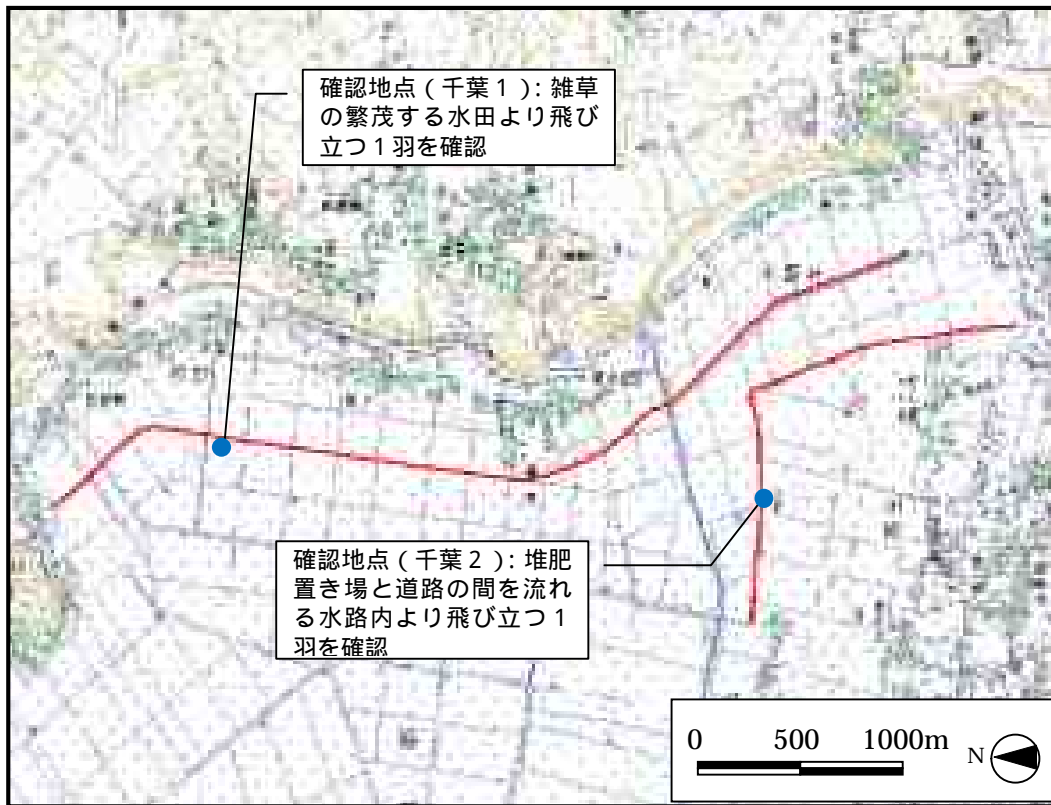 確認地点（千葉１）：雑草
の繁茂する水田より飛び
立つ１羽を確認
確認地点（千葉２）：堆肥
置き場と道路の間を流れ
る水路内より飛び立つ１
羽を確認
0 500 1000m N